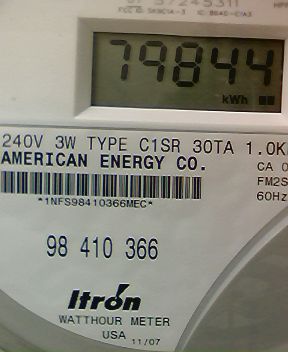 57245311
79844
kWh
240V 3W TYPE C1SR 30TA 1.0K
AMERICAN ENERGY CO. CA 0
FM2S
*1NFS98410366MEC* 60Hz
98 410 366
Itron
WATTHOUR METER
USA 11/07